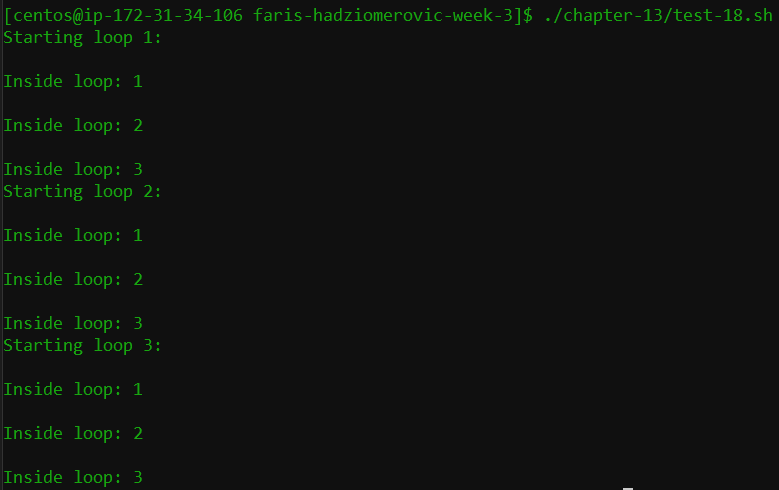 [centos@ip-172-31-34-106 faris-hadziomerovic-week-3]$ ./chapter-13/test-18.sh
Starting loop 1:
Inside loop: 1
Inside loop: 2
Inside loop: 3
Starting loop 2:
Inside loop: 1
Inside loop: 2
Inside loop: 3
Starting loop 3:
Inside loop: 1
Inside loop: 2
Inside loop: 3